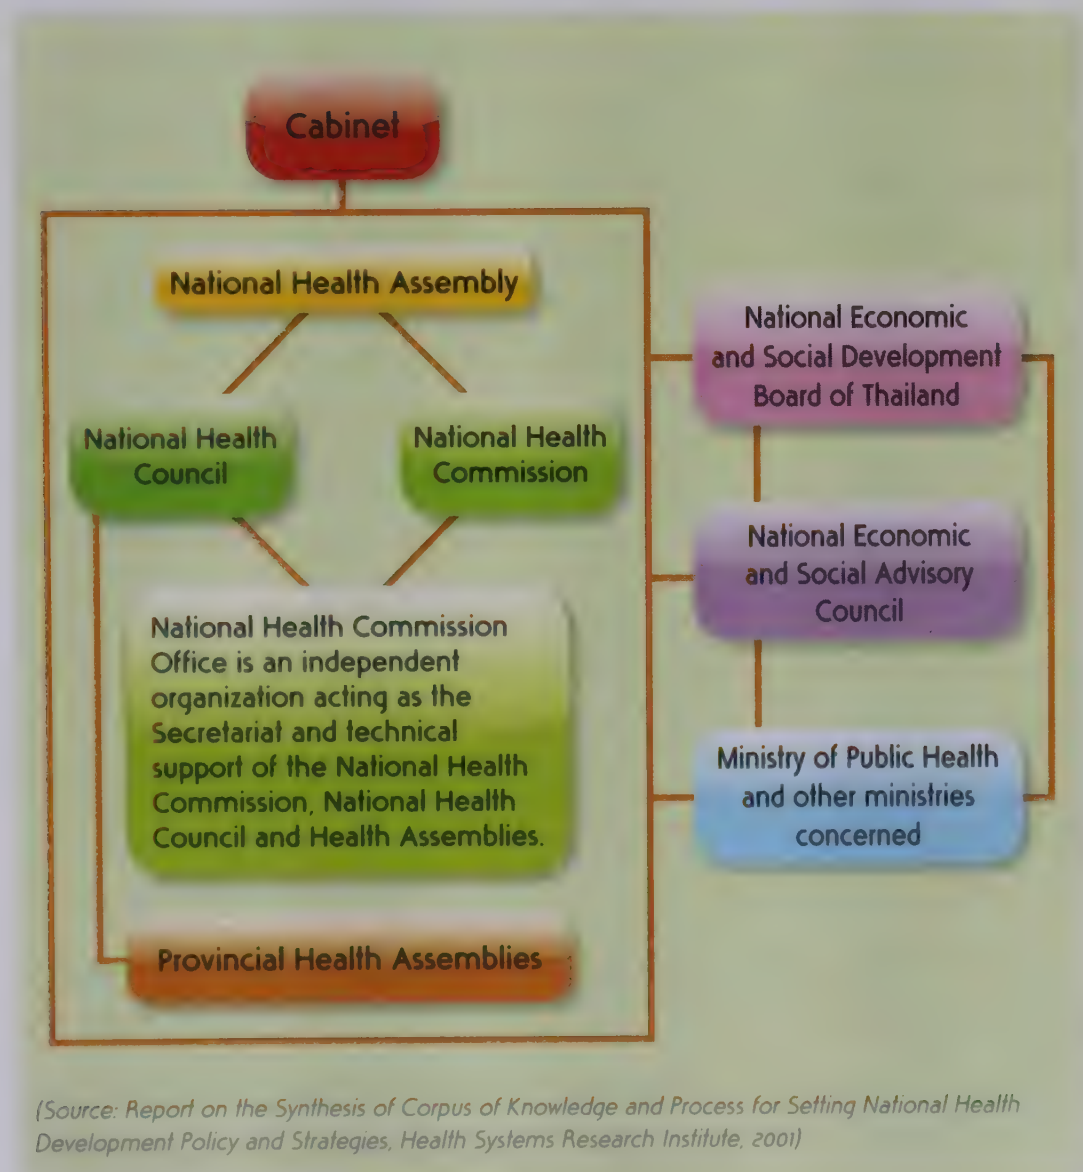 Cabinet
National Health Assembly
National Health
Council
National Health
Commission
National Health Commission
Office is an independent
organization acting as the
Secretariat and technical
support of the National Health
Commission, National Health
Council and Health Assemblies.
Provincial Health Assemblies
National Economic
and Social Development
Board of Thailand
National Economic
and Social Advisory
Council
Ministry of Public Health
and other ministries
concerned
(Source: Report on the Synthesis of Corpus of Knowledge and Process for Setting National Health
Development Policy and Strategies, Health Systems Research Institute, 2001)